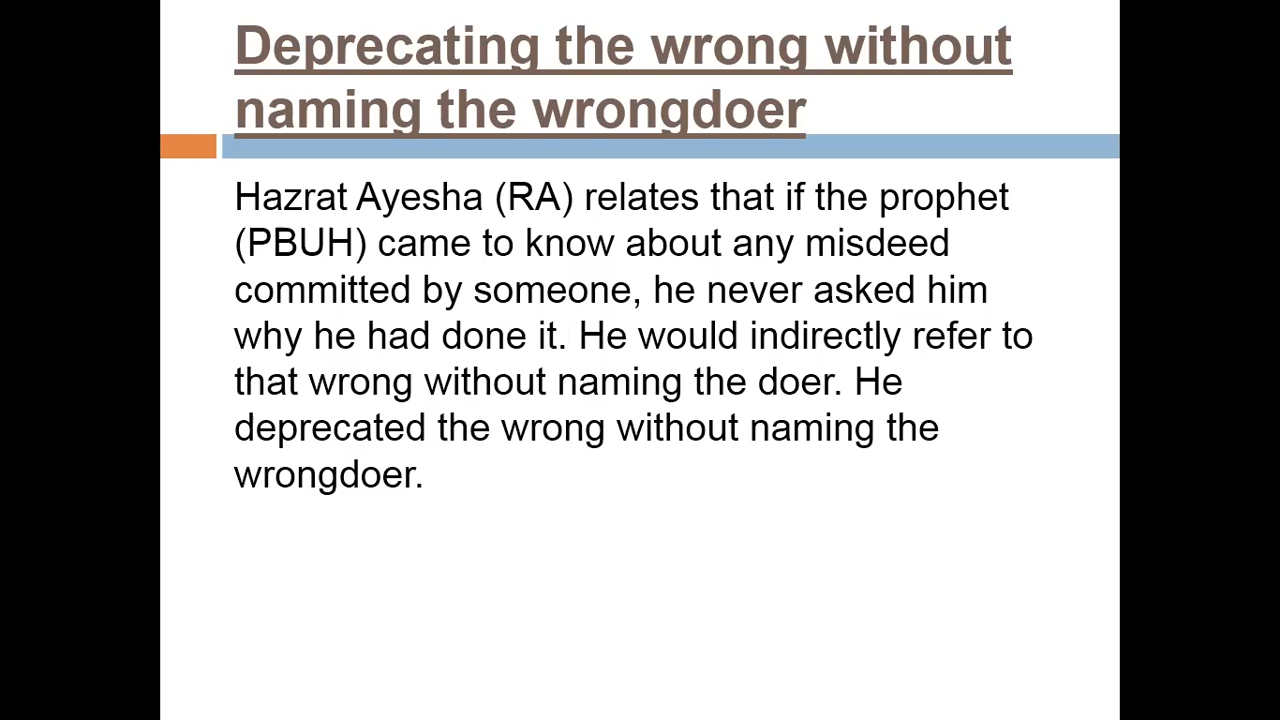 Deprecating the wrong without
naming the wrongdoer
Hazrat Ayesha (RA) relates that if the prophet
(PBUH) came to know about any misdeed
committed by someone, he never asked him
why he had done it. He would indirectly refer to
that wrong without naming the doer. He
deprecated the wrong without naming the
wrongdoer.